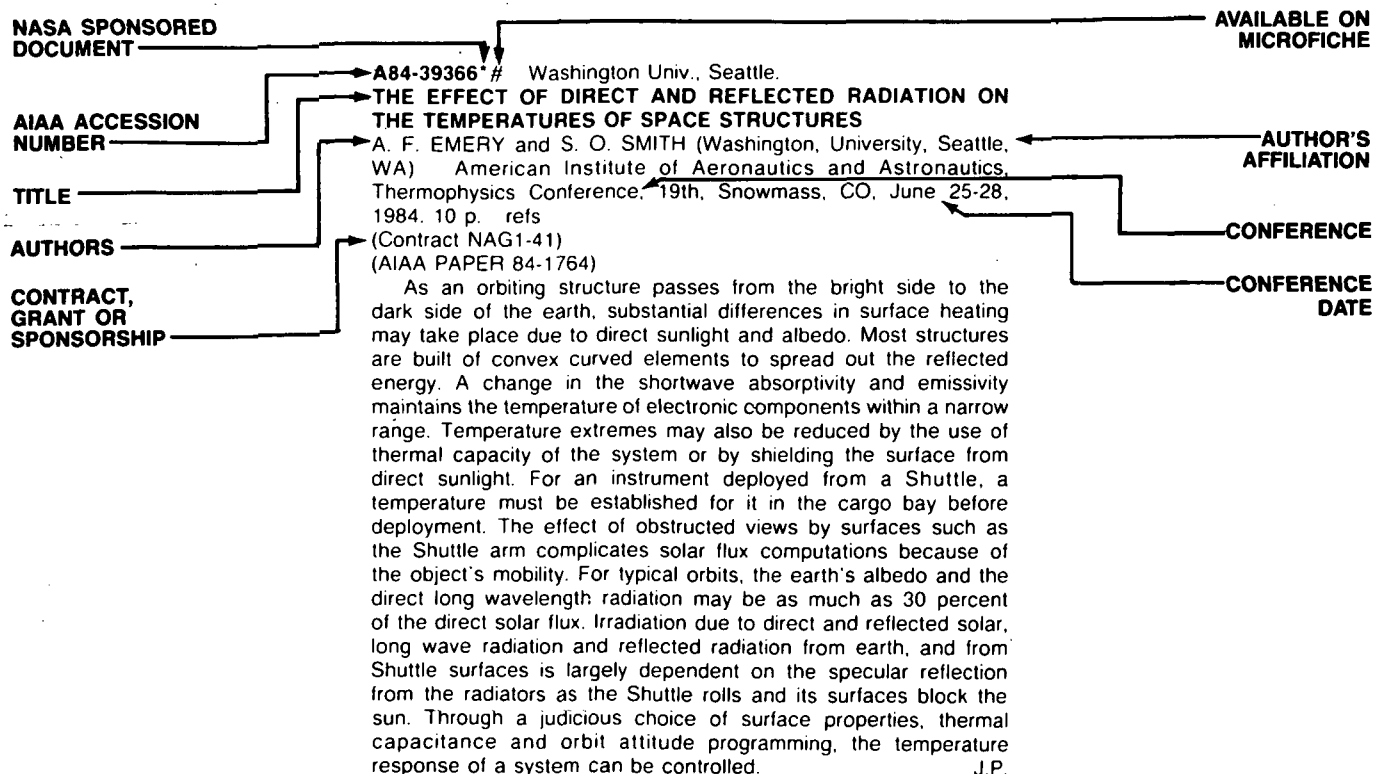 NASA SPONSORED
DOCUMENT
AVAILABLE ON
MICROFICHE
A84-39366*# Washington Univ., Seattle.
THE EFFECT OF DIRECT AND REFLECTED RADIATION ON
THE TEMPERATURES OF SPACE STRUCTURES
AIAA ACCESSION
NUMBER
A. F. EMERY and S. O. SMITH (Washington, University, Seattle,
WA) American Institute of Aeronautics and Astronautics,
Thermophysics Conference, 19th, Snowmass, CO, June 25-28,
1984. 10 p. refs
AUTHOR'S
AFFILIATION
TITLE
AUTHORS
(Contract NAG1-41)
(AIAA PAPER 84-1764)
CONFERENCE
CONFERENCE
DATE
CONTRACT,
GRANT OR
SPONSORSHIP
As an orbiting structure passes from the bright side to the
dark side of the earth, substantial differences in surface heating
may take place due to direct sunlight and albedo. Most structures
are built of convex curved elements to spread out the reflected
energy. A change in the shortwave absorptivity and emissivity
maintains the temperature of electronic components within a narrow
range. Temperature extremes may also be reduced by the use of
thermal capacity of the system or by shielding the surface from
direct sunlight. For an instrument deployed from a Shuttle, a
temperature must be established for it in the cargo bay before
deployment. The effect of obstructed views by surfaces such as
the Shuttle arm complicates solar flux computations because of
the object's mobility. For typical orbits, the earth's albedo and the
direct long wavelength radiation may be as much as 30 percent
of the direct solar flux. Irradiation due to direct and reflected solar,
long wave radiation and reflected radiation from earth, and from
Shuttle surfaces is largely dependent on the specular reflection
from the radiators as the Shuttle rolls and its surfaces block the
sun. Through a judicious choice of surface properties, thermal
capacitance and orbit attitude programming, the temperature
response of a system can be controlled. J.P.